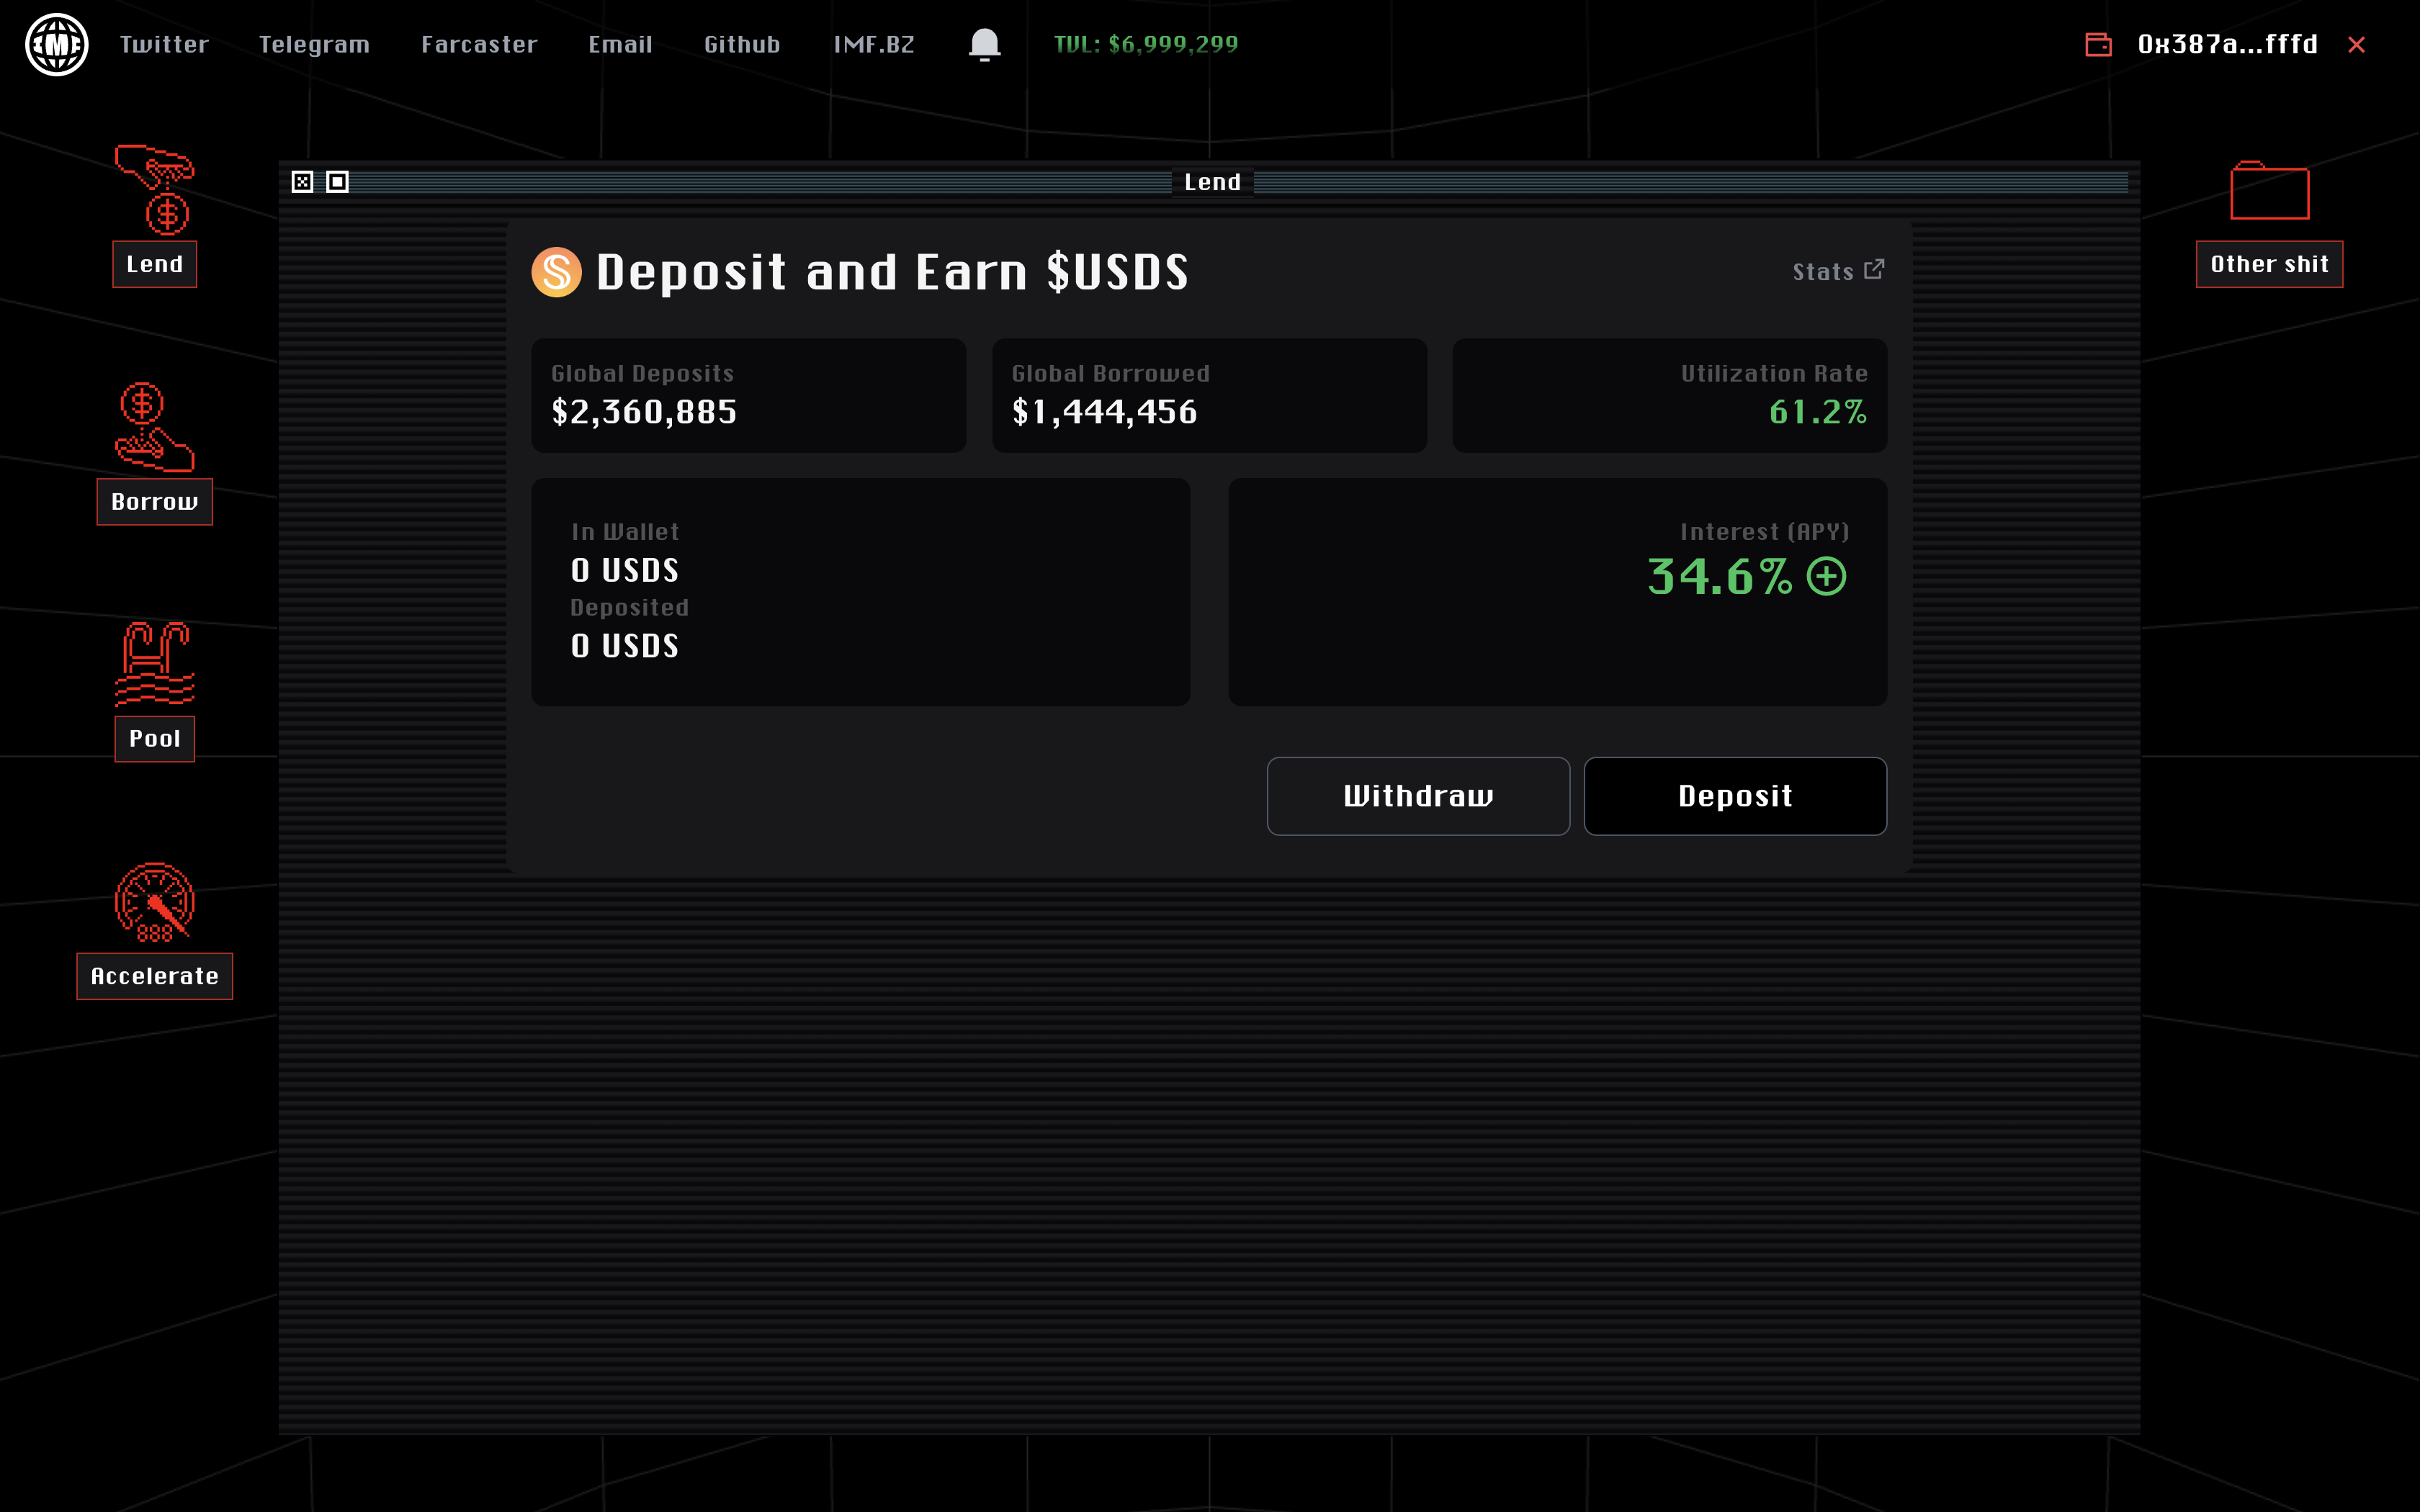 IMF Twitter Telegram Farcaster Email Github IMF.BZ TVL: $6,999,299 0x387a...fffd
Lend
Lend
Other shit
Deposit and Earn $USDS
Stats
Global Deposits Global Borrowed Utilization Rate
$2,360,885 $1,444,456 61.2%
Borrow
In Wallet Interest (APY)
0 USDS 34.6%
Deposited
0 USDS
Pool
Withdraw Deposit
888
Accelerate